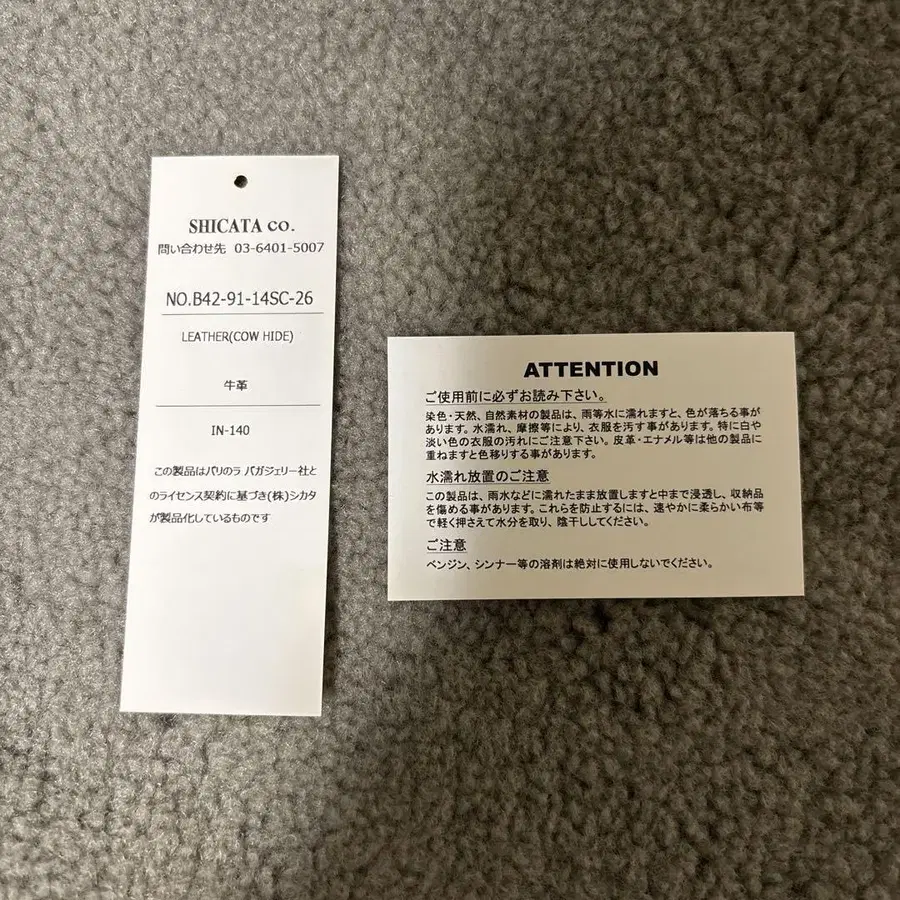 SHICATA CO.
問い合わせ先 03-6401-5007
NO.B42-91-14SC-26
LEATHER(COW HIDE)
牛革
IN-140
この製品はパリのラ バガジェリー社と
のライセンス契約に基づき(株)シカタ
が製品化しているものです
ATTENTION
ご使用前に必ずお読み下さい。
染色・天然、自然素材の製品は、雨等水に濡れますと、色が落ちる事が
あります。水濡れ、摩擦等により、衣服を汚す事があります。特に白や
淡い色の衣服の汚れにご注意下さい。皮革・エナメル等は他の製品に
重ねますと色移りする事があります。
水濡れ放置のご注意
この製品は、雨水などに濡れたまま放置しますと中まで浸透し、収納品
を傷める事があります。これらを防止するには、速やかに柔らかい布等
で軽く押さえて水分を取り、陰干ししてください。
ご注意
ベンジン、シンナー等の溶剤は絶対に使用しないでください。